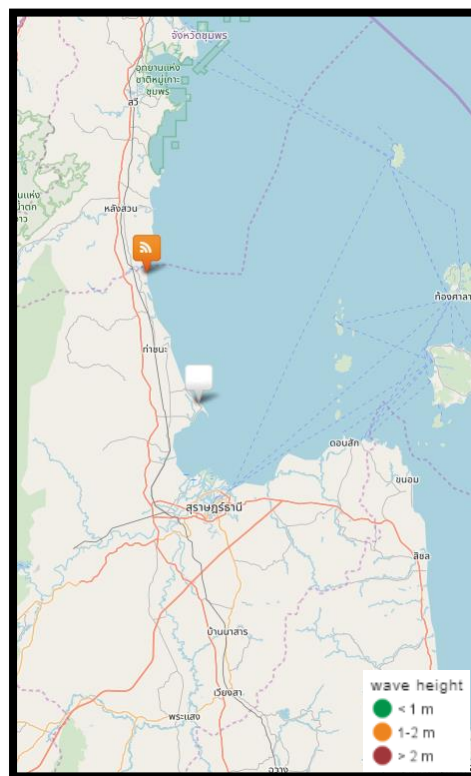 จังหวัดชุมพร
อุทยานแห่ง
ชาติหมู่เกาะ
ชุมพร
สวี
หลังสวน
ท้องศาลา
ท่าชนะ
ดอนสัก
ขนอม
สุราษฎร์ธานี
สิชล
บ้านนาสาร
เวียงสา
พระแสง
wave height
< 1 m
1-2 m
> 2 m